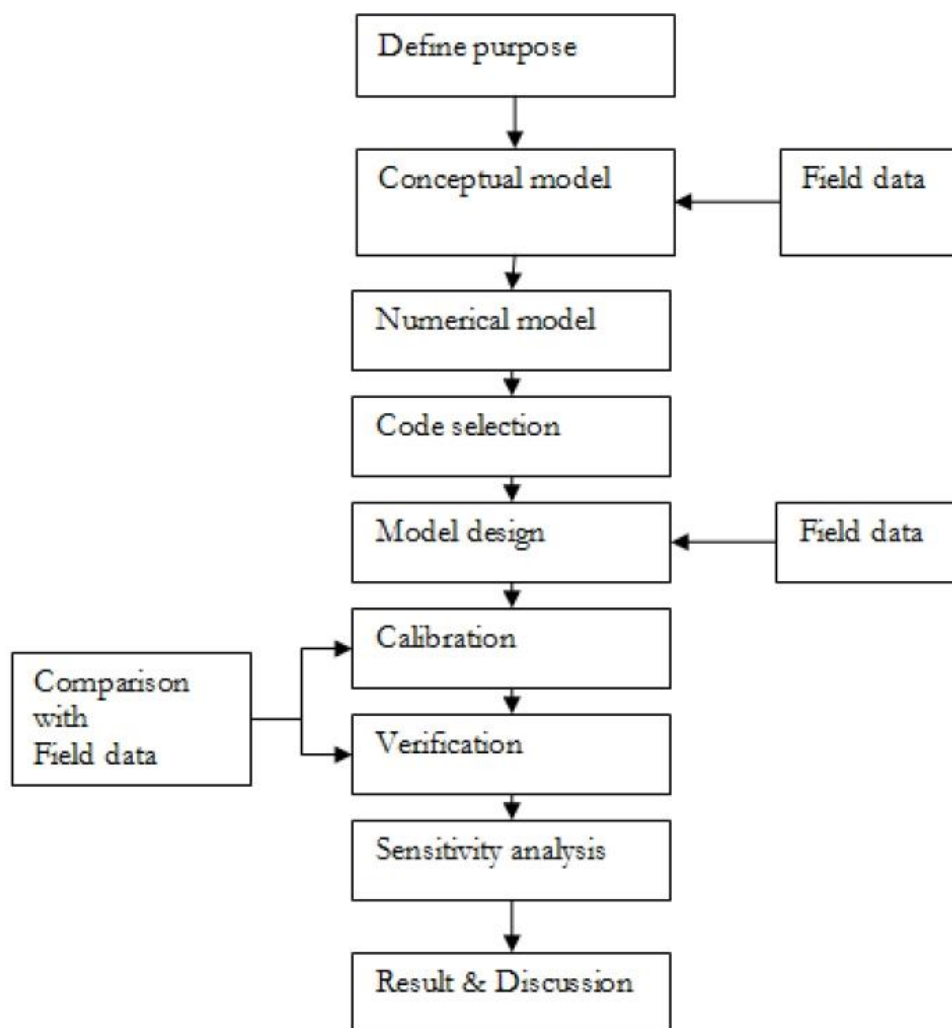 Define purpose
Conceptual model
Field data
Numerical model
Code selection
Model design
Field data
Calibration
Comparison
with
Field data
Verification
Sensitivity analysis
Result & Discussion